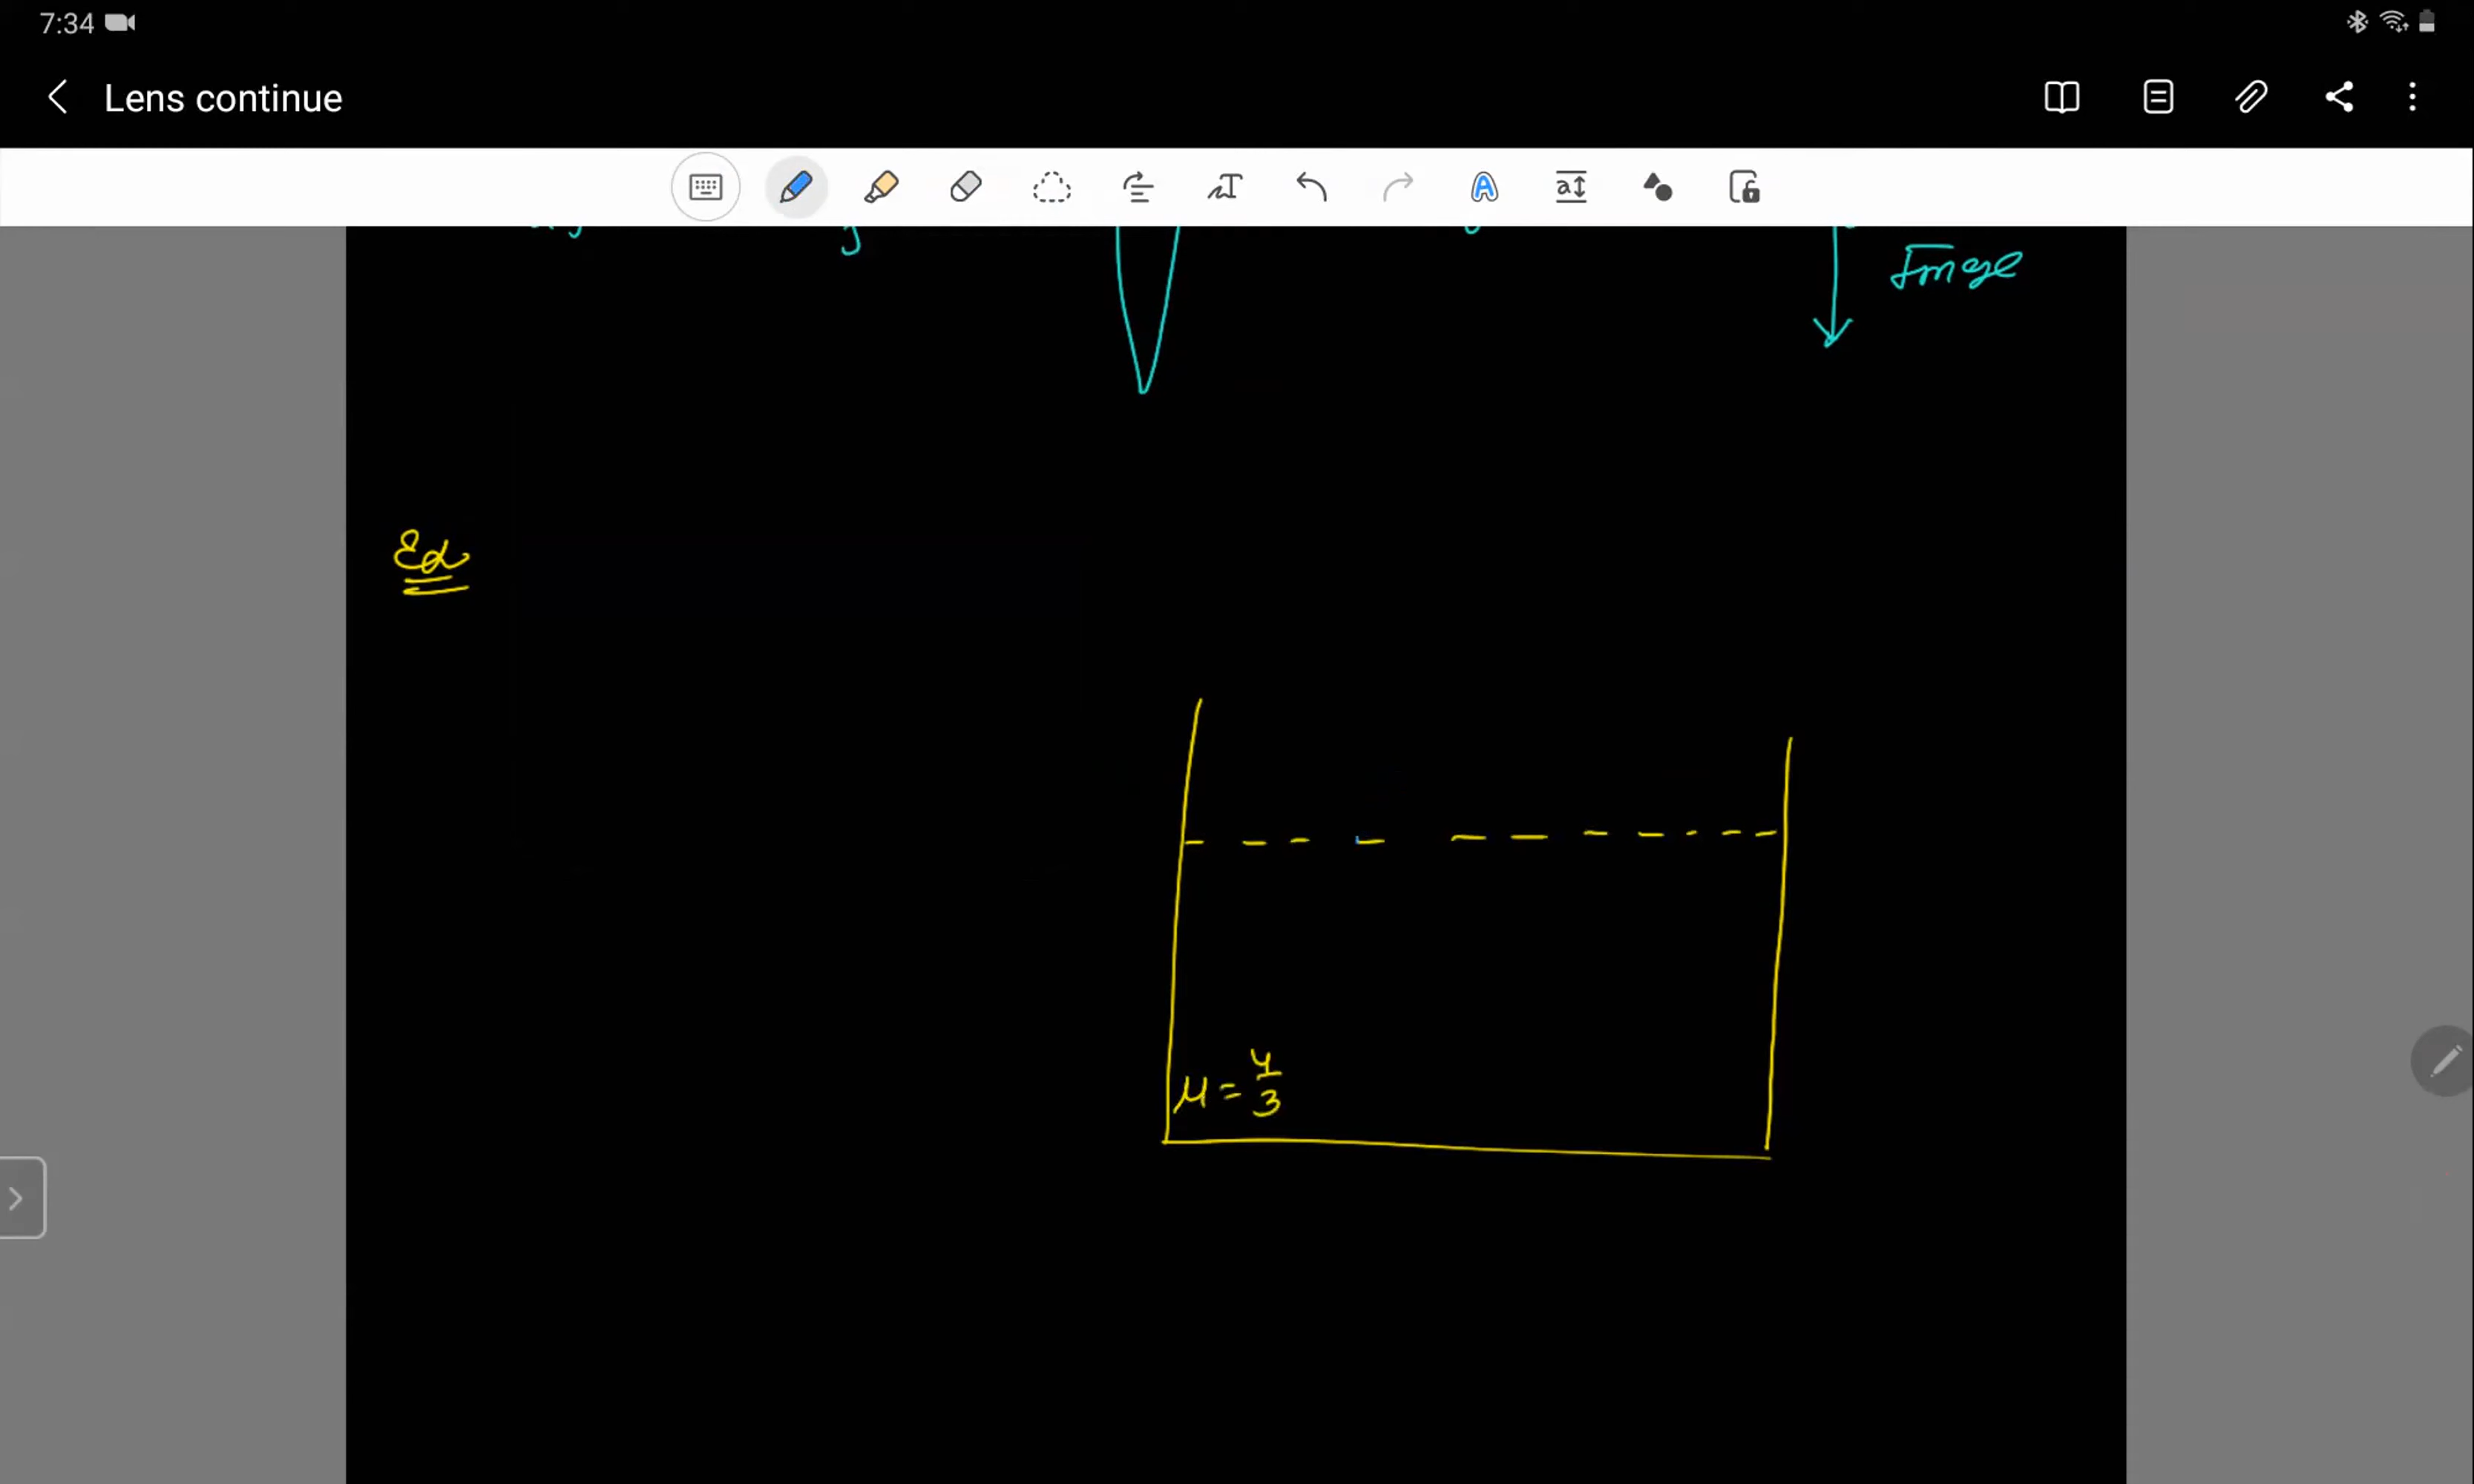 7:34
Lens continue
Image
Ex
μ = 4/3